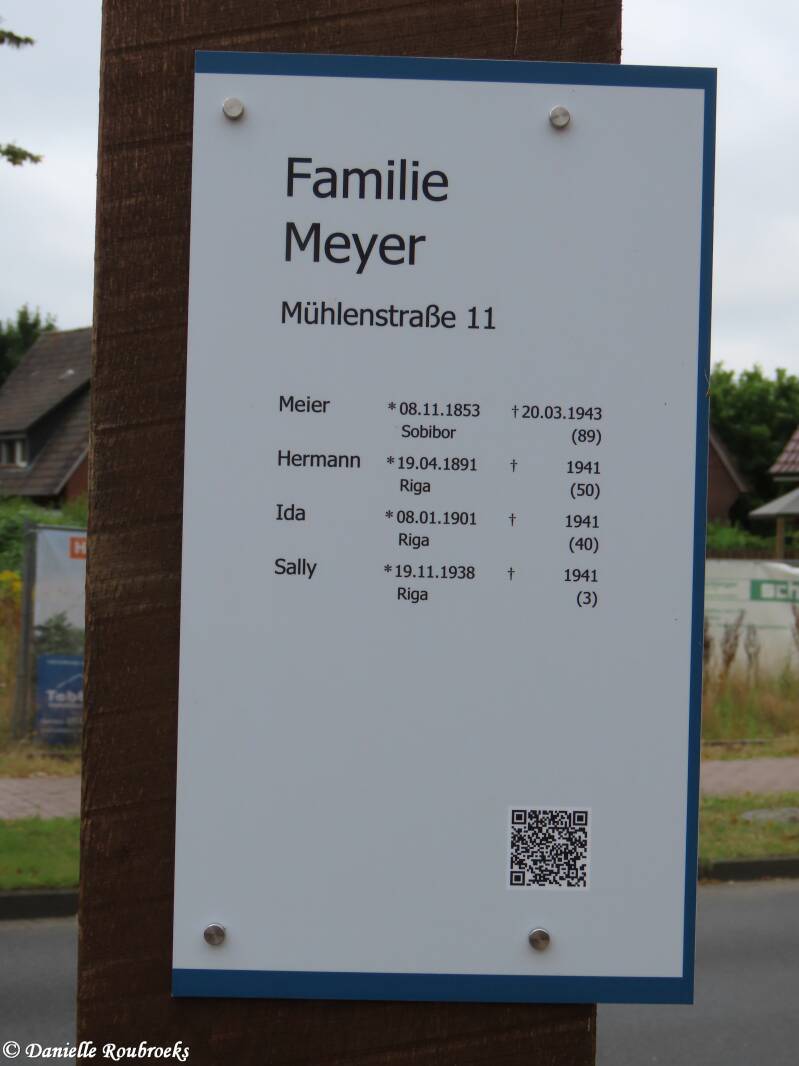 Familie
Meyer
Mühlenstraße 11
Meier * 08.11.1853 † 20.03.1943
Sobibor (89)
Hermann * 19.04.1891 † 1941
Riga (50)
Ida * 08.01.1901 † 1941
Riga (40)
Sally * 19.11.1938 † 1941
Riga (3)
© Danielle Roubroeks